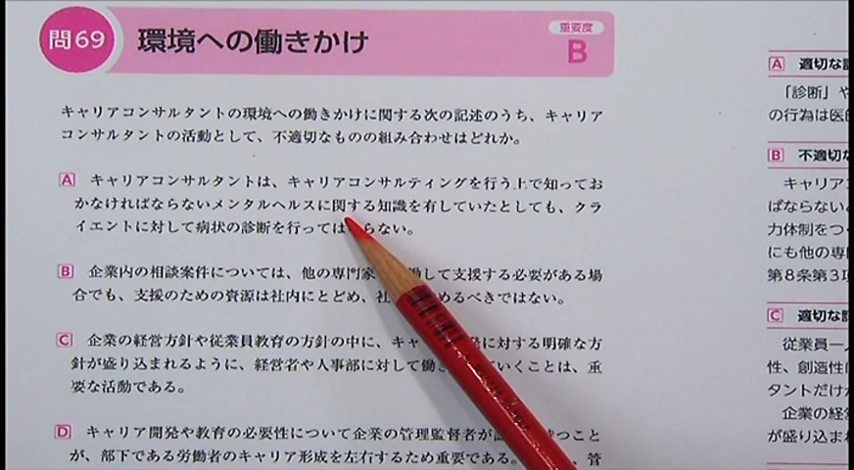 問69 環境への働きかけ 重要度 B
キャリアコンサルタントの環境への働きかけに関する次の記述のうち、キャリア
コンサルタントの活動として、不適切なものの組み合わせはどれか。
A キャリアコンサルタントは、キャリアコンサルティングを行う上で知ってお
かなければならないメンタルヘルスに関する知識を有していたとしても、クラ
イエントに対して病状の診断を行っては らない。
B 企業内の相談案件については、他の専門家 働して支援する必要がある場
合でも、支援のための資源は社内にとどめ、社 めるべきではない。
C 企業の経営方針や従業員教育の方針の中に、キャ 発に対する明確な方
針が盛り込まれるように、経営者や人事部に対して働き いくことは、重
要な活動である。
D キャリア開発や教育の必要性について企業の管理監督者が つこと
が、部下である労働者のキャリア形成を左右するため重要である。 管
A 適切な
「診断」や
の行為は医
B 不適切な
キャリア
ばならない
力体制をつ
にも他の専
第8条第3項
C 適切な
従業員一人
性、創造性
タントだけ
企業の経営
が盛り込ま